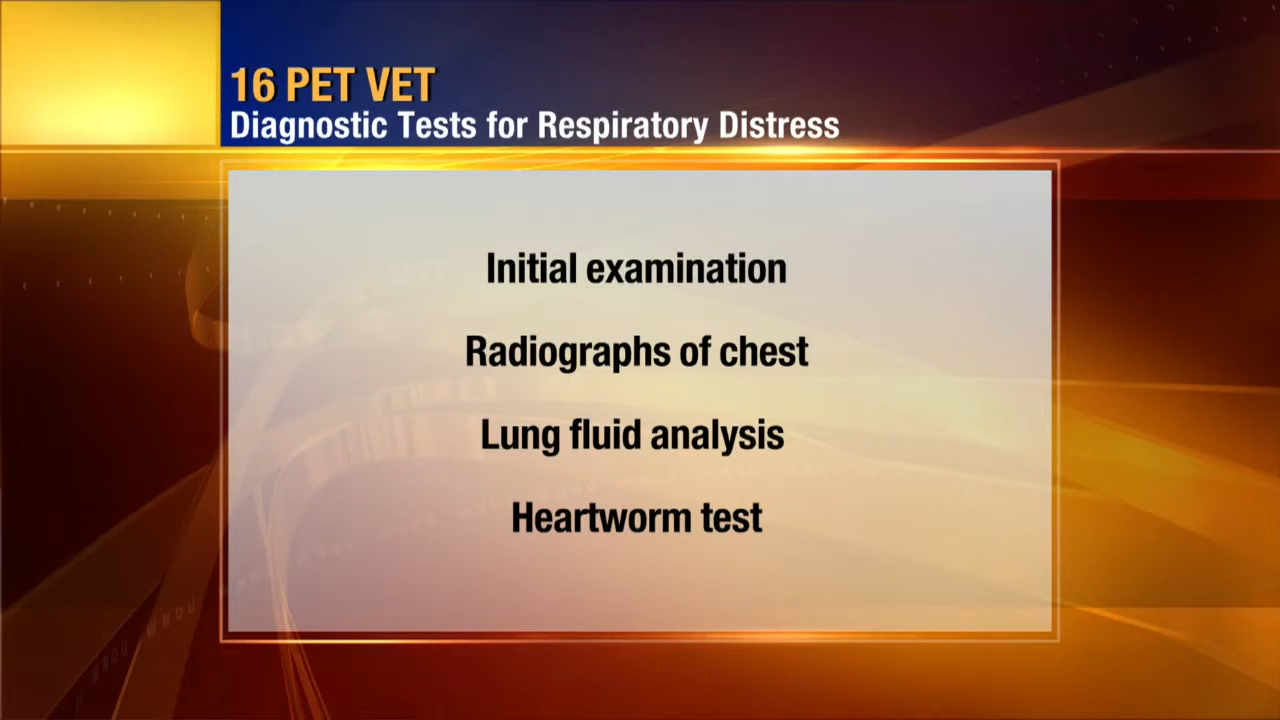 16 PET VET
Diagnostic Tests for Respiratory Distress
Initial examination
Radiographs of chest
Lung fluid analysis
Heartworm test